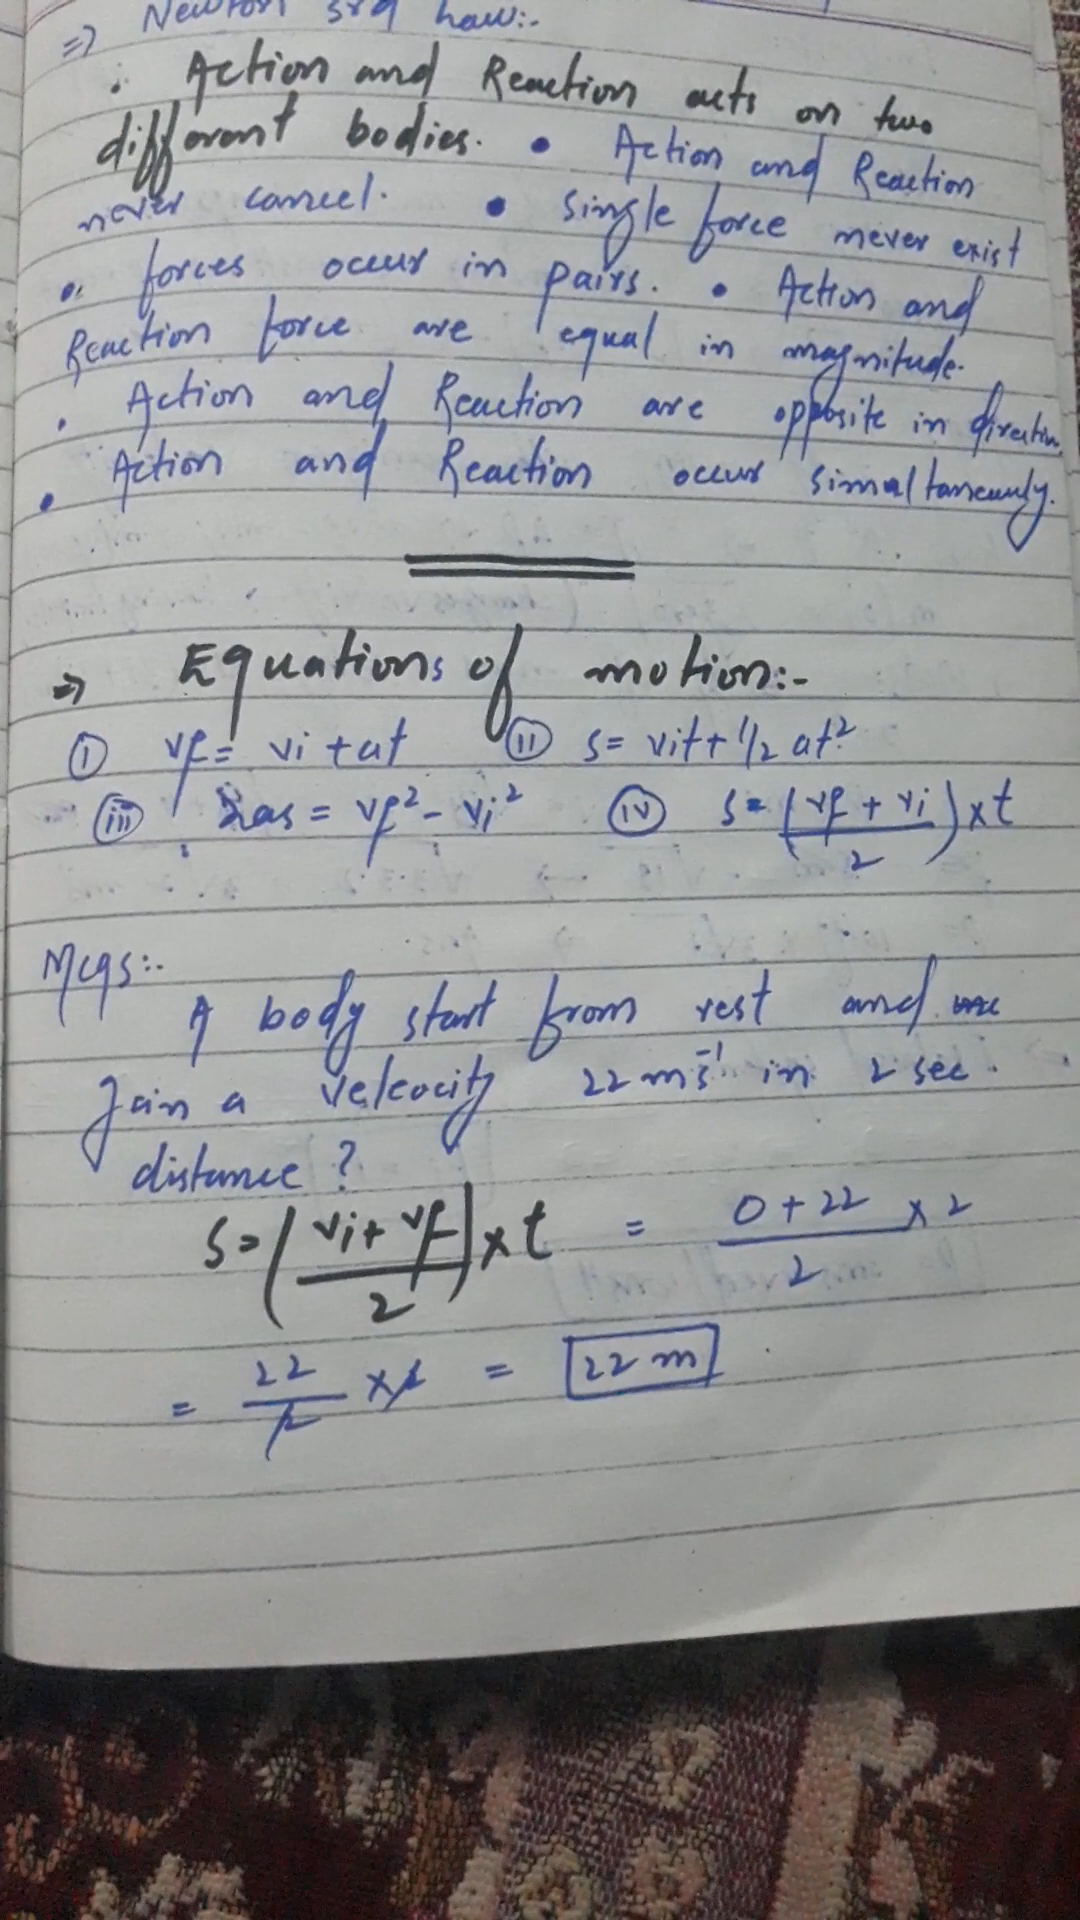 => Newton 3rd Law:-
∴ Action and Reaction acts on two
different bodies. • Action and Reaction
never cancel. • Single force never exist
• forces occur in pairs. • Action and
Reaction force are equal in magnitude.
• Action and Reaction are opposite in direction.
• Action and Reaction occur simaltaneouly.
=> Equations of motion:-
(i) vf = vi + at (ii) s = vit + 1/2 at²
(iii) 2as = vf² - vi² (iv) s = (vf + vi / 2) × t
Mcqs:-
A body start from rest and
gain a velcocity 22 ms⁻¹ in 2 sec.
distance?
S = (vi + vf / 2) × t = 0 + 22 / 2 × 2
= 22 / 2 × 2 = 22 m